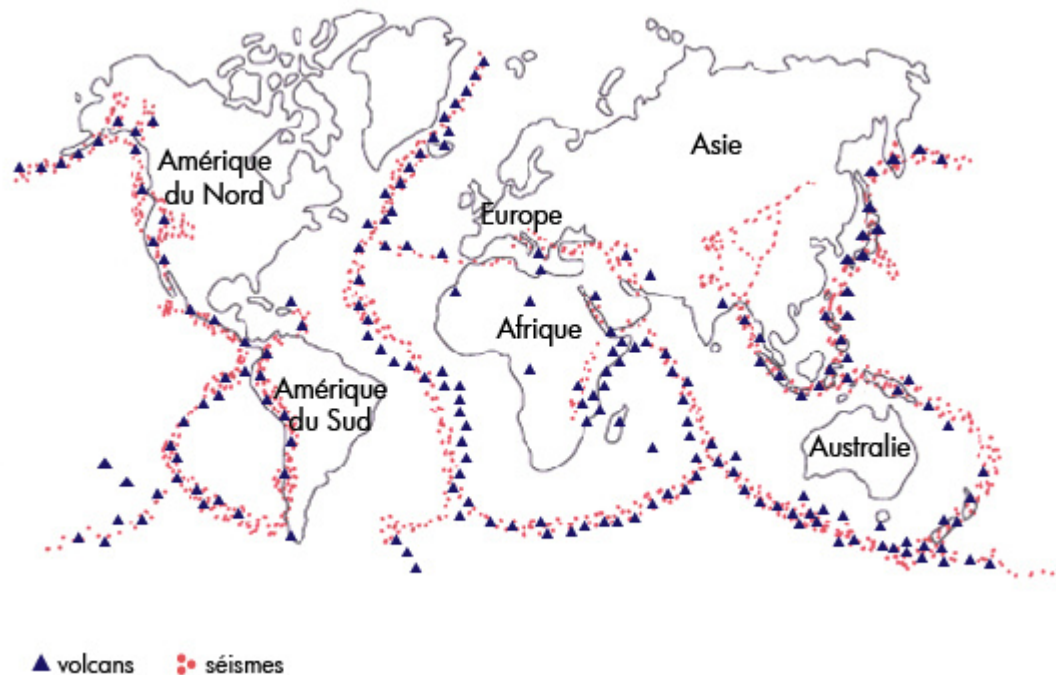 Amérique
du Nord
Europe
Asie
Afrique
Amérique
du Sud
Australie
volcans
séismes